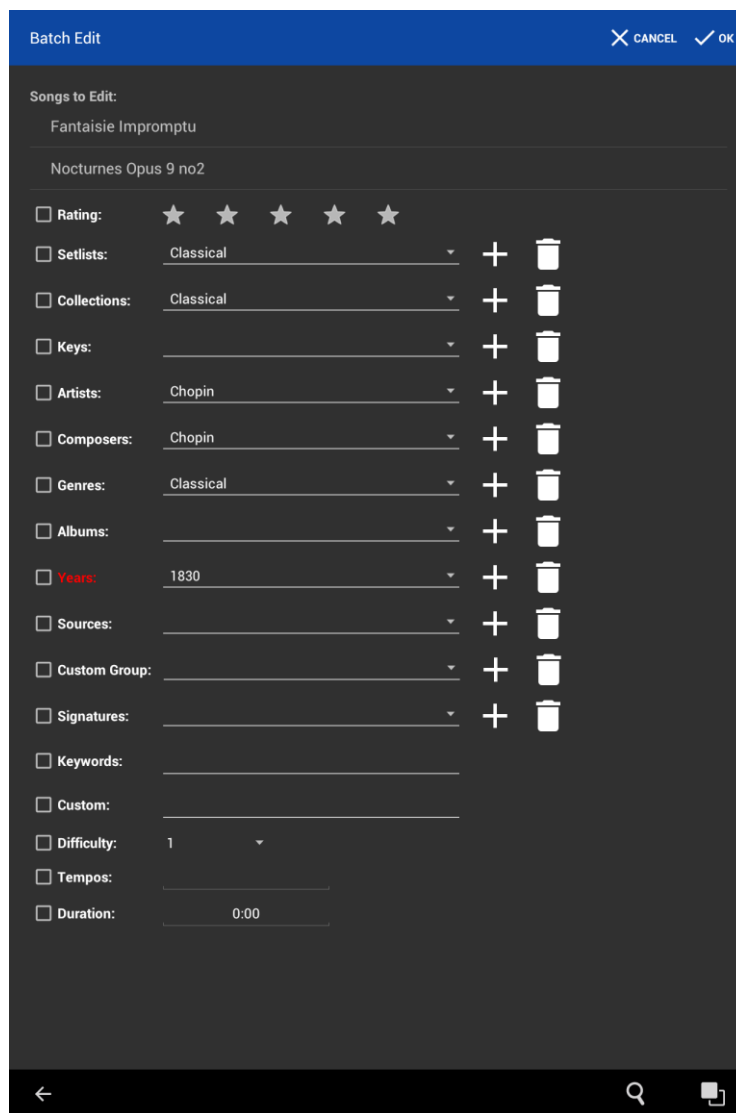 Batch Edit CANCEL OK
Songs to Edit:
Fantaisie Impromptu
Nocturnes Opus 9 no2
Rating:
Setlists: Classical
Collections: Classical
Keys:
Artists: Chopin
Composers: Chopin
Genres: Classical
Albums:
Years: 1830
Sources:
Custom Group:
Signatures:
Keywords:
Custom:
Difficulty: 1
Tempos:
Duration: 0:00